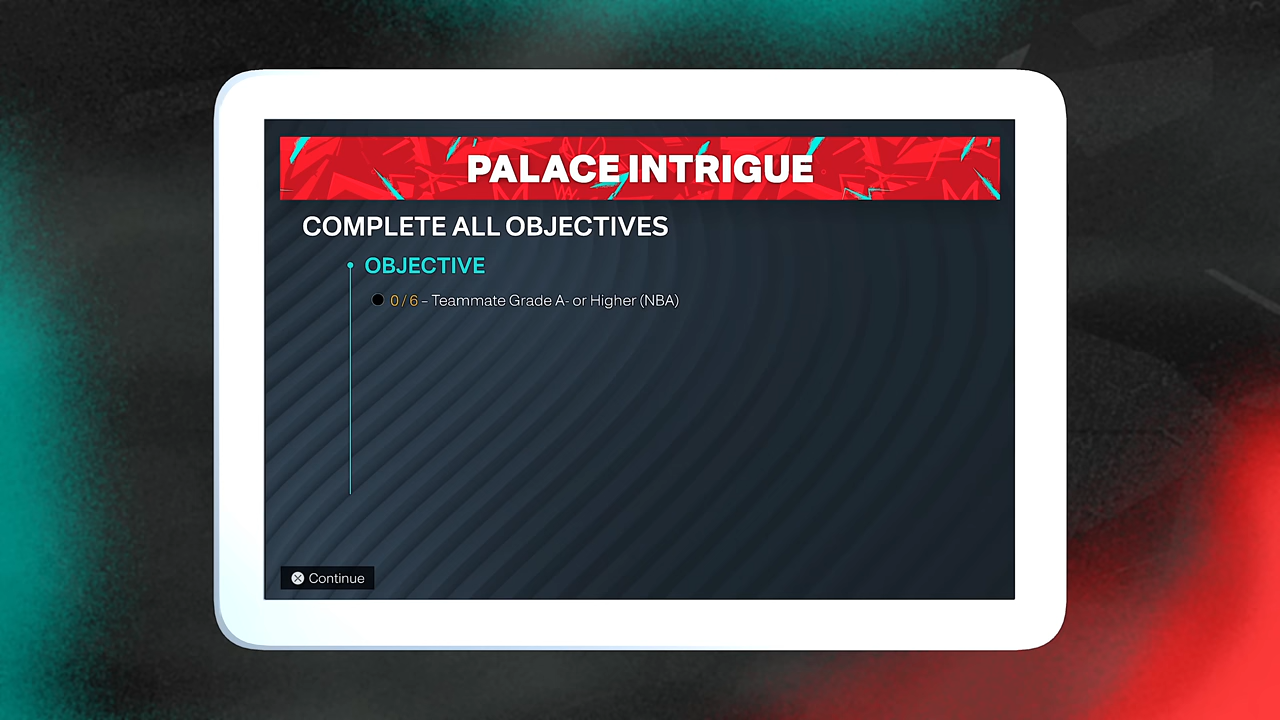 PALACE INTRIGUE
COMPLETE ALL OBJECTIVES
OBJECTIVE
0 / 6 – Teammate Grade A- or Higher (NBA)
Continue